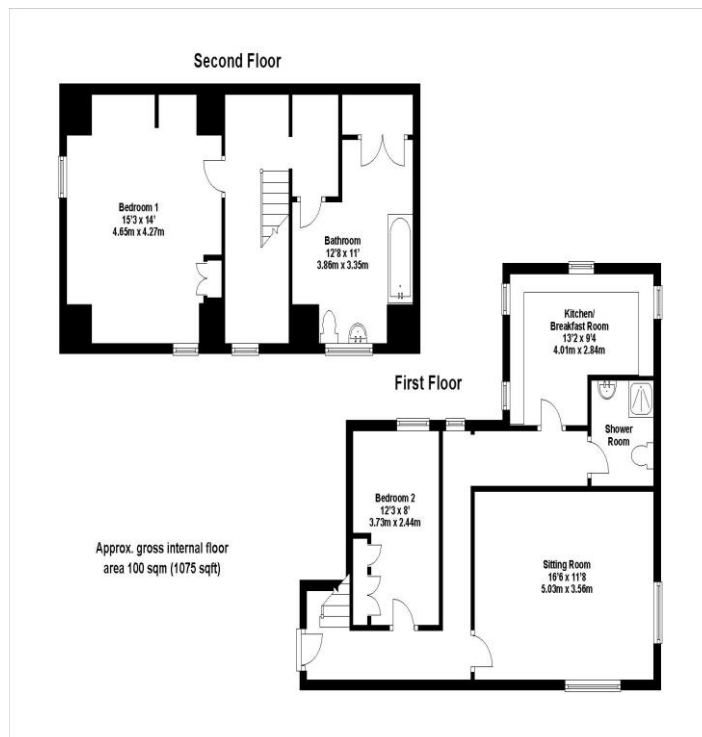 Second Floor
Bedroom 1
15'3 x 14'
4.65m x 4.27m
Bathroom
12'8 x 11'
3.86m x 3.35m
First Floor
Kitchen/
Breakfast Room
13'2 x 9'4
4.01m x 2.84m
Shower
Room
Bedroom 2
12'3 x 8'
3.73m x 2.44m
Sitting Room
16'6 x 11'8
5.03m x 3.56m
Approx. gross internal floor
area 100 sqm (1075 sqft)